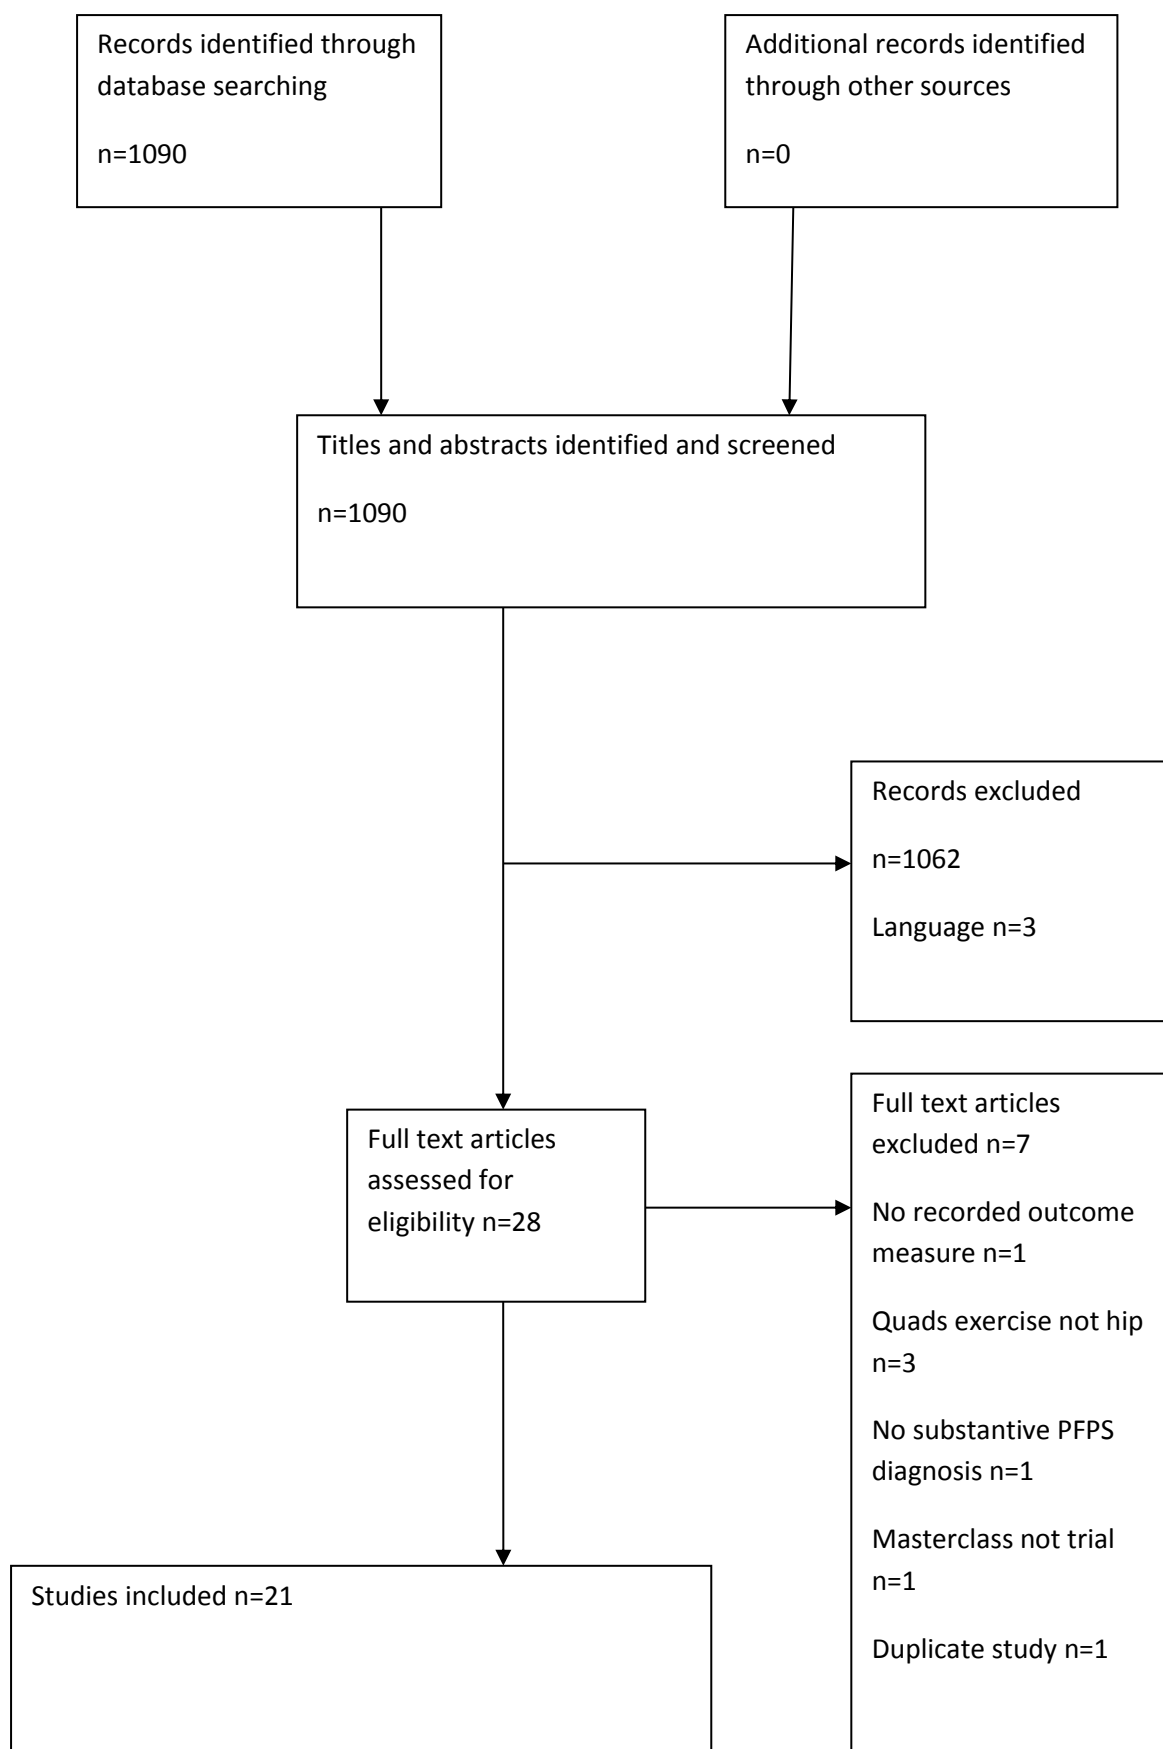 Records identified through
database searching
n=1090
Additional records identified
through other sources
n=0
Titles and abstracts identified and screened
n=1090
Records excluded
n=1062
Language n=3
Full text articles
assessed for
eligibility n=28
Full text articles
excluded n=7
No recorded outcome
measure n=1
Quads exercise not hip
n=3
No substantive PFPS
diagnosis n=1
Masterclass not trial
n=1
Duplicate study n=1
Studies included n=21